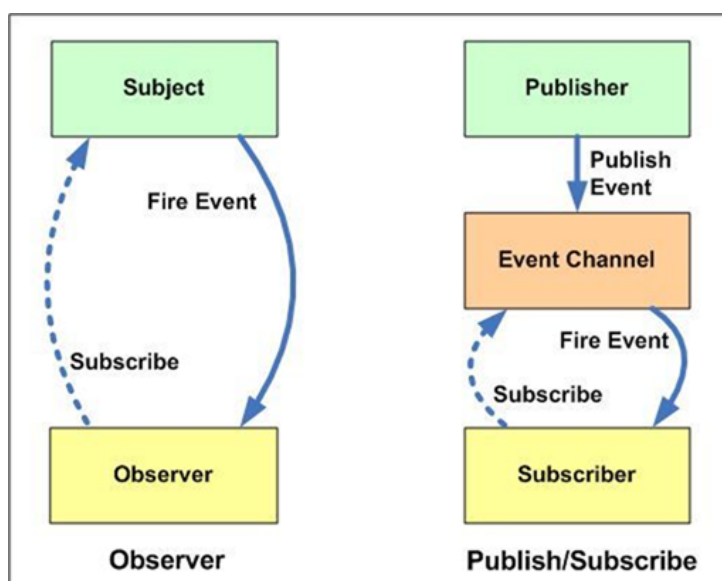 Subject
Fire Event
Subscribe
Observer
Observer
Publisher
Publish
Event
Event Channel
Fire Event
Subscribe
Subscriber
Publish/Subscribe